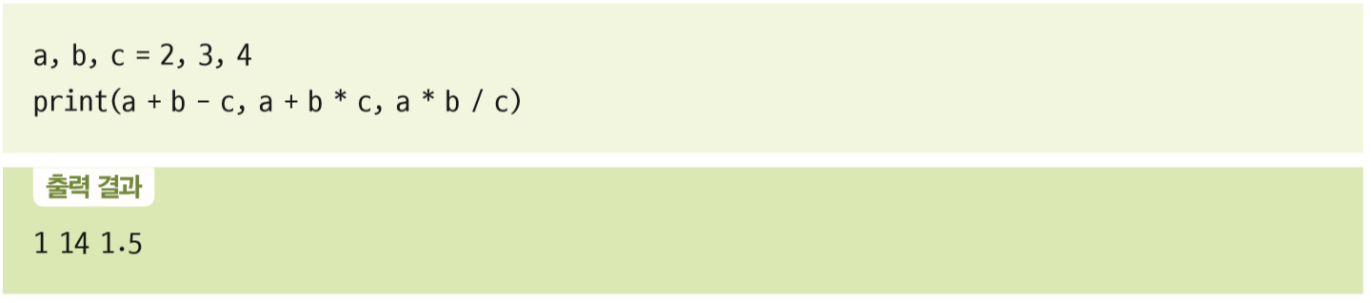 a, b, c = 2, 3, 4
print(a + b - c, a + b * c, a * b / c)
출력 결과
1 14 1.5